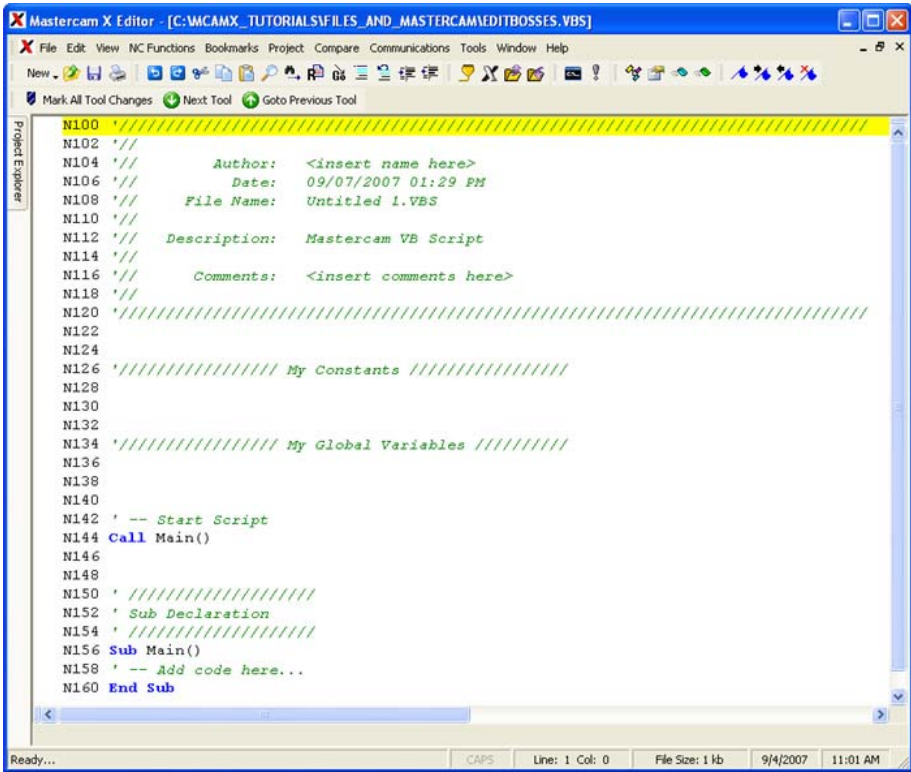 Mastercam X Editor - [C:\MCAMX_TUTORIALS\FILES_AND_MASTERCAM\EDITBOSSES.VBS]
File Edit View NC Functions Bookmarks Project Compare Communications Tools Window Help
New
Mark All Tool Changes Next Tool Goto Previous Tool
Project Explorer
N100 '////////////////////////////////////////////////////////////////////////////////
N102 '//
N104 '// Author: <insert name here>
N106 '// Date: 09/07/2007 01:29 PM
N108 '// File Name: Untitled 1.VBS
N110 '//
N112 '// Description: Mastercam VB Script
N114 '//
N116 '// Comments: <insert comments here>
N118 '//
N120 '////////////////////////////////////////////////////////////////////////////////
N122
N124
N126 '///////////////// My Constants /////////////////
N128
N130
N132
N134 '///////////////// My Global Variables //////////
N136
N138
N140
N142 ' -- Start Script
N144 Call Main()
N146
N148
N150 ' ////////////////////
N152 ' Sub Declaration
N154 ' ////////////////////
N156 Sub Main()
N158 ' -- Add code here...
N160 End Sub
Ready... CAPS Line: 1 Col: 0 File Size: 1 kb 9/4/2007 11:01 AM